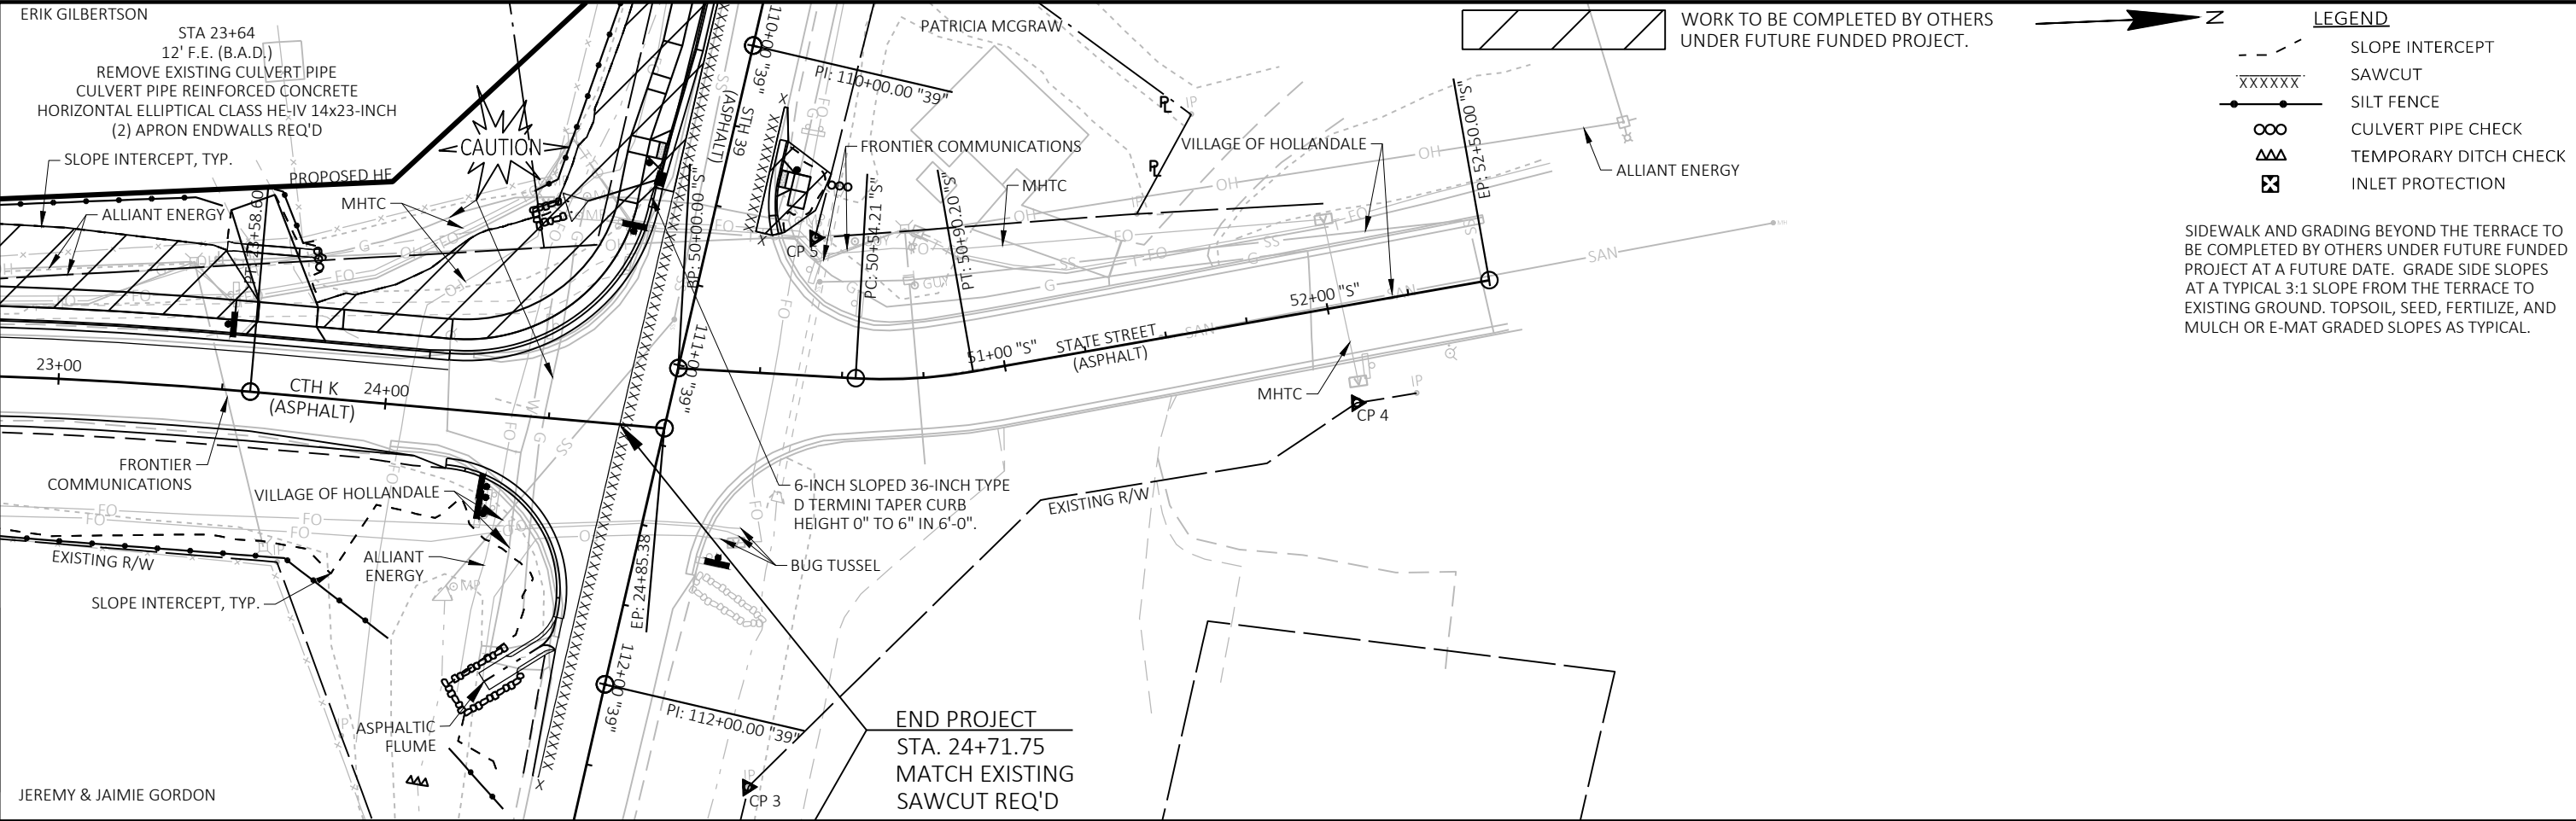 ERIK GILBERTSON
STA 23+64
12' F.E. (B.A.D.)
REMOVE EXISTING CULVERT PIPE
CULVERT PIPE REINFORCED CONCRETE
HORIZONTAL ELLIPTICAL CLASS HE-IV 14x23-INCH
(2) APRON ENDWALLS REQ'D
SLOPE INTERCEPT, TYP.
PROPOSED HE
ALLIANT ENERGY
MHTC
CAUTION
PT: 23+58.60
110+00 "39"
STH 39
(ASPHALT)
PI: 110+00.00 "39"
PATRICIA MCGRAW
FRONTIER COMMUNICATIONS
MHTC
VILLAGE OF HOLLANDALE
ALLIANT ENERGY
BP: 50+00.00 "S"
CP 5
PC: 50+54.21 "S"
PT: 50+90.20 "S"
EP: 52+50.00 "S"
GUY
51+00 "S"
STATE STREET
(ASPHALT)
52+00 "S"
SAN
SAN
SAN
MHTC
CP 4
IP
EXISTING R/W
23+00
CTH K
(ASPHALT)
24+00
111+00 "39"
FRONTIER
COMMUNICATIONS
VILLAGE OF HOLLANDALE
ALLIANT
ENERGY
EXISTING R/W
SLOPE INTERCEPT, TYP.
ASPHALTIC
FLUME
JEREMY & JAIMIE GORDON
6-INCH SLOPED 36-INCH TYPE
D TERMINI TAPER CURB
HEIGHT 0" TO 6" IN 6'-0".
BUG TUSSEL
EP: 24+85.38
112+00 "39"
PI: 112+00.00 "39"
CP 3
END PROJECT
STA. 24+71.75
MATCH EXISTING
SAWCUT REQ'D
WORK TO BE COMPLETED BY OTHERS
UNDER FUTURE FUNDED PROJECT.
N
LEGEND
SLOPE INTERCEPT
XXXXXX SAWCUT
SILT FENCE
CULVERT PIPE CHECK
TEMPORARY DITCH CHECK
INLET PROTECTION
SIDEWALK AND GRADING BEYOND THE TERRACE TO
BE COMPLETED BY OTHERS UNDER FUTURE FUNDED
PROJECT AT A FUTURE DATE. GRADE SIDE SLOPES
AT A TYPICAL 3:1 SLOPE FROM THE TERRACE TO
EXISTING GROUND. TOPSOIL, SEED, FERTILIZE, AND
MULCH OR E-MAT GRADED SLOPES AS TYPICAL.